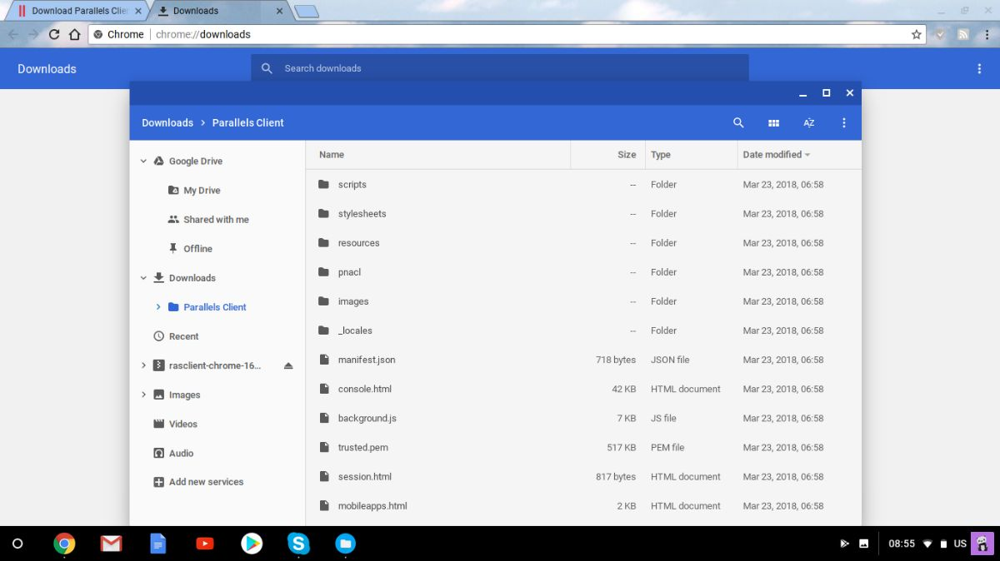 Download Parallels Clie
Downloads
Chrome chrome://downloads
Downloads
Search downloads
Downloads > Parallels Client
AZ
Google Drive
My Drive
Shared with me
Offline
Downloads
Parallels Client
Recent
rasclient-chrome-16...
Images
Videos
Audio
Add new services
Name Size Type Date modified
scripts -- Folder Mar 23, 2018, 06:58
stylesheets -- Folder Mar 23, 2018, 06:58
resources -- Folder Mar 23, 2018, 06:58
pnacl -- Folder Mar 23, 2018, 06:58
images -- Folder Mar 23, 2018, 06:58
_locales -- Folder Mar 23, 2018, 06:58
manifest.json 718 bytes JSON file Mar 23, 2018, 06:58
console.html 42 KB HTML document Mar 23, 2018, 06:58
background.js 7 KB JS file Mar 23, 2018, 06:58
trusted.pem 517 KB PEM file Mar 23, 2018, 06:58
session.html 817 bytes HTML document Mar 23, 2018, 06:58
mobileapps.html 2 KB HTML document Mar 23, 2018, 06:58
08:55 US